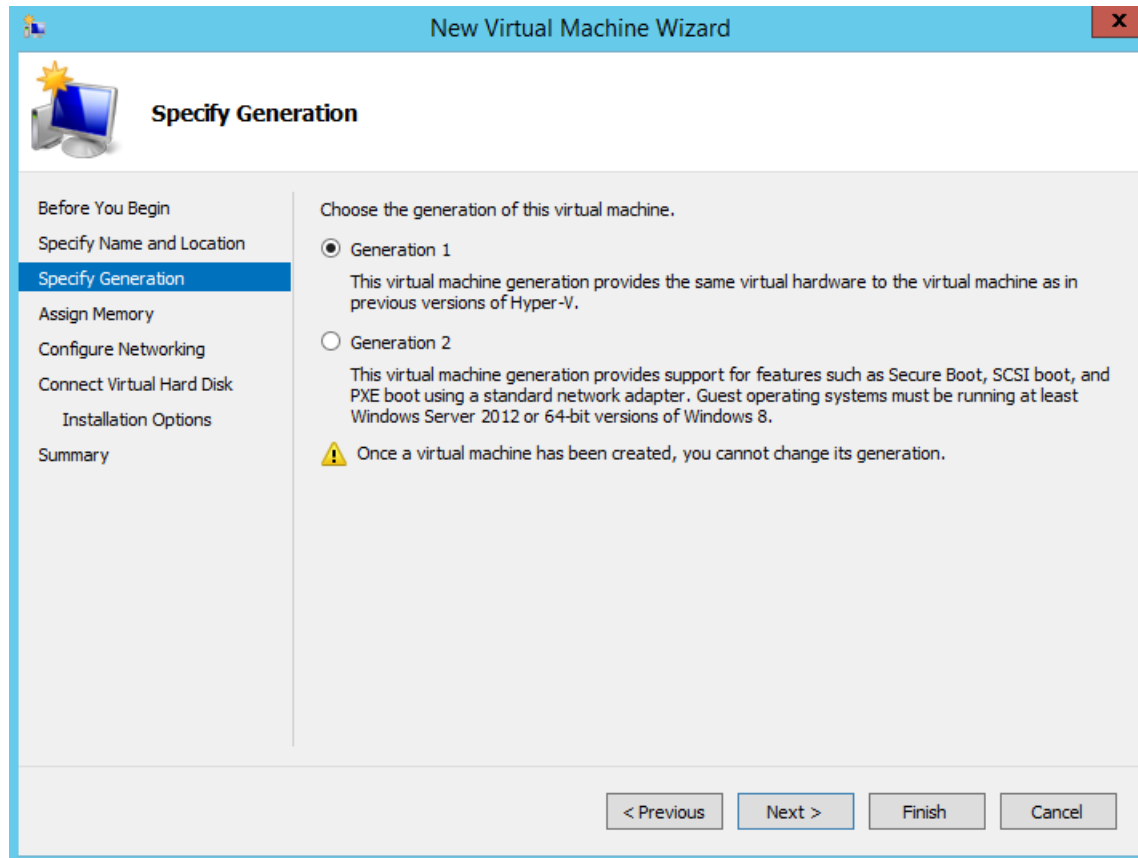 New Virtual Machine Wizard
x
Specify Generation
Before You Begin
Specify Name and Location
Specify Generation
Assign Memory
Configure Networking
Connect Virtual Hard Disk
Installation Options
Summary
Choose the generation of this virtual machine.
Generation 1
This virtual machine generation provides the same virtual hardware to the virtual machine as in
previous versions of Hyper-V.
Generation 2
This virtual machine generation provides support for features such as Secure Boot, SCSI boot, and
PXE boot using a standard network adapter. Guest operating systems must be running at least
Windows Server 2012 or 64-bit versions of Windows 8.
Once a virtual machine has been created, you cannot change its generation.
< Previous
Next >
Finish
Cancel